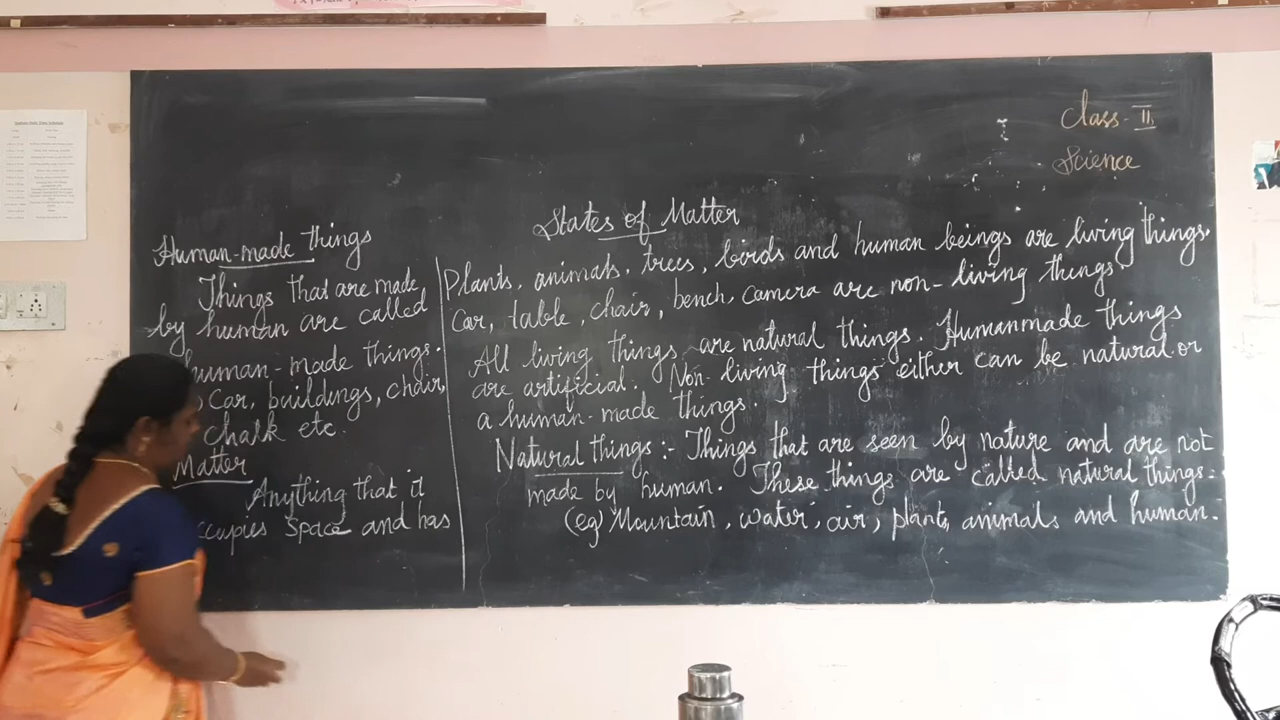 Class-II
Science
States of Matter
Plants, animals, trees, birds and human beings are living things.
Car, table, chair, bench, camera are non-living things.
All living things are natural things. Humanmade things
are artificial. Non-living things either can be natural or
a human-made things.
Natural things :- Things that are seen by nature and are not
made by human. These things are called natural things.
(eg) Mountain, water, air, plants, animals and human.
Human-made things
Things that are made
by human are called
human-made things.
Car, buildings, chair,
chalk etc.
Matter
Anything that it
ccupies space and has